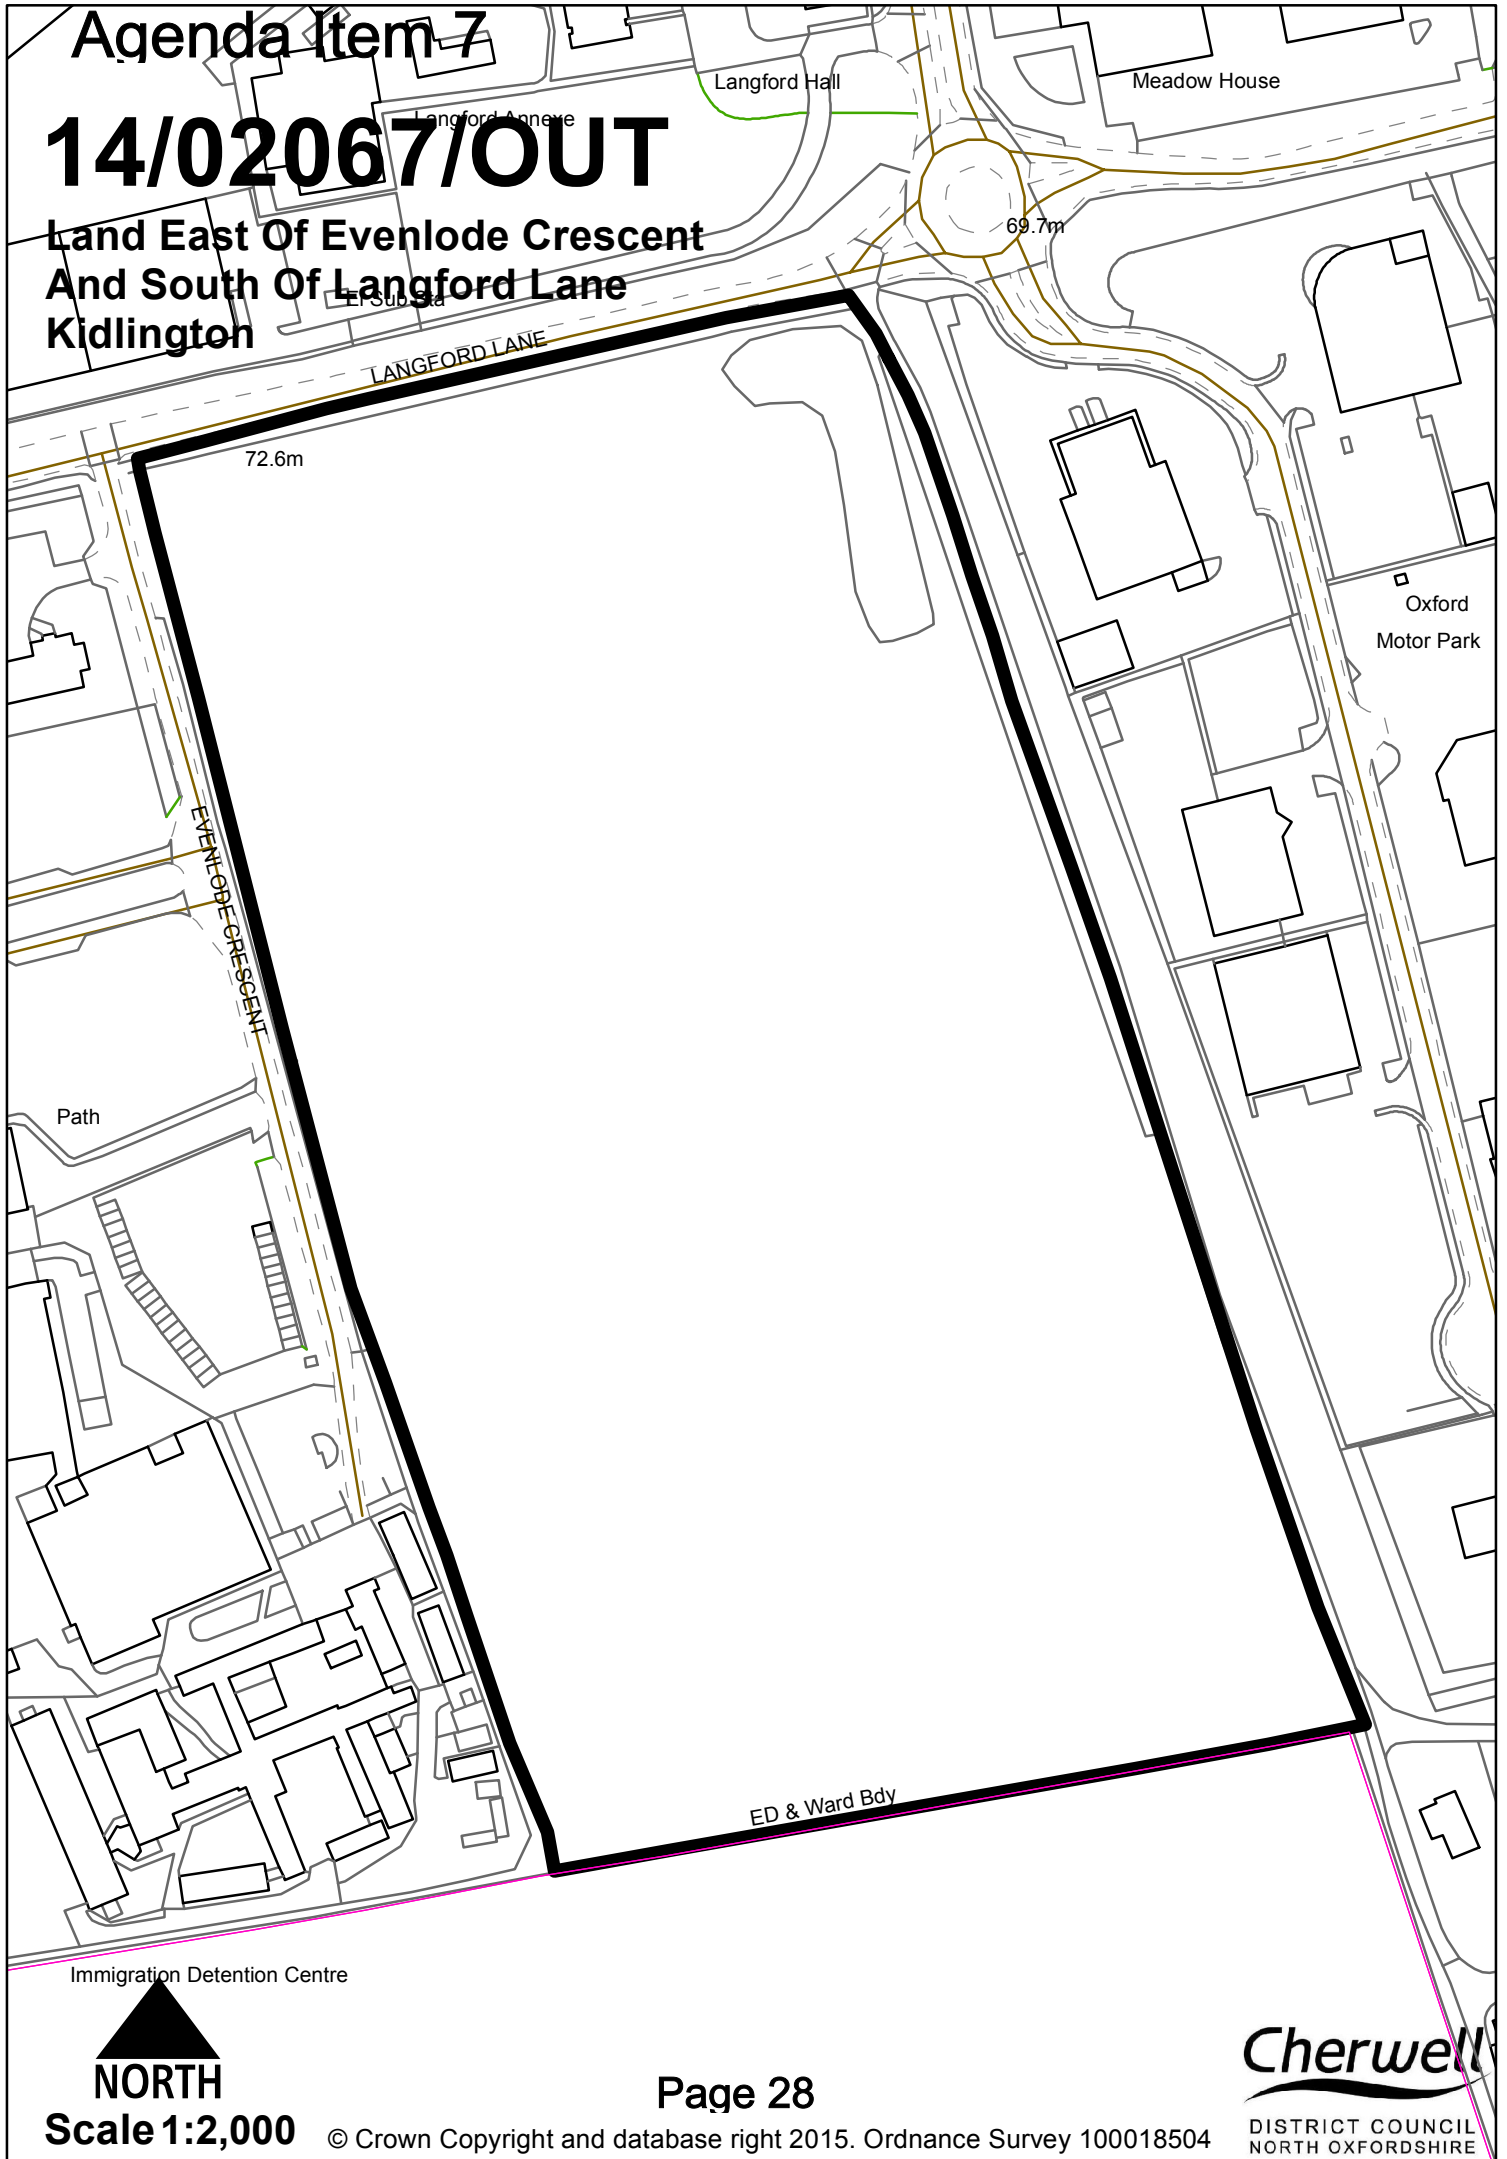 Agenda Item 7
Langford Hall
Meadow House
Langford Annexe
14/02067/OUT
69.7m
Land East Of Evenlode Crescent
And South Of Langford Lane
El Sub Sta
Kidlington
LANGFORD LANE
72.6m
Oxford
Motor Park
EVENLODE CRESCENT
Path
ED & Ward Bdy
Immigration Detention Centre
NORTH
Scale 1:2,000
Page 28
© Crown Copyright and database right 2015. Ordnance Survey 100018504
Cherwell
DISTRICT COUNCIL
NORTH OXFORDSHIRE